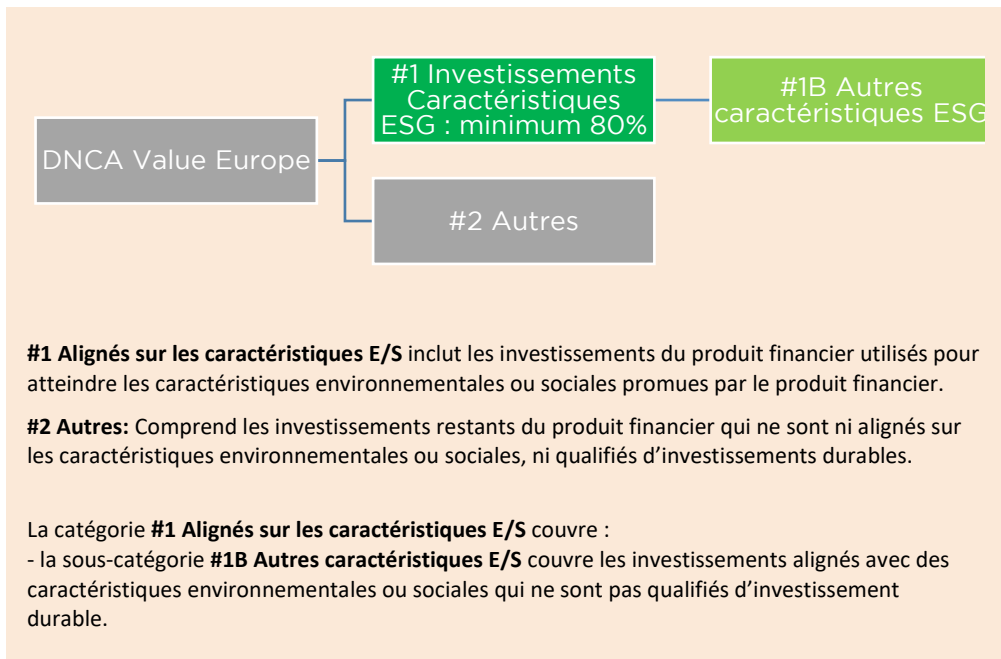 #1 Investissements
Caractéristiques
ESG : minimum 80%
#1B Autres
caractéristiques ESG
DNCA Value Europe
#2 Autres
#1 Alignés sur les caractéristiques E/S inclut les investissements du produit financier utilisés pour
atteindre les caractéristiques environnementales ou sociales promues par le produit financier.
#2 Autres: Comprend les investissements restants du produit financier qui ne sont ni alignés sur
les caractéristiques environnementales ou sociales, ni qualifiés d’investissements durables.
La catégorie #1 Alignés sur les caractéristiques E/S couvre :
- la sous-catégorie #1B Autres caractéristiques E/S couvre les investissements alignés avec des
caractéristiques environnementales ou sociales qui ne sont pas qualifiés d’investissement
durable.